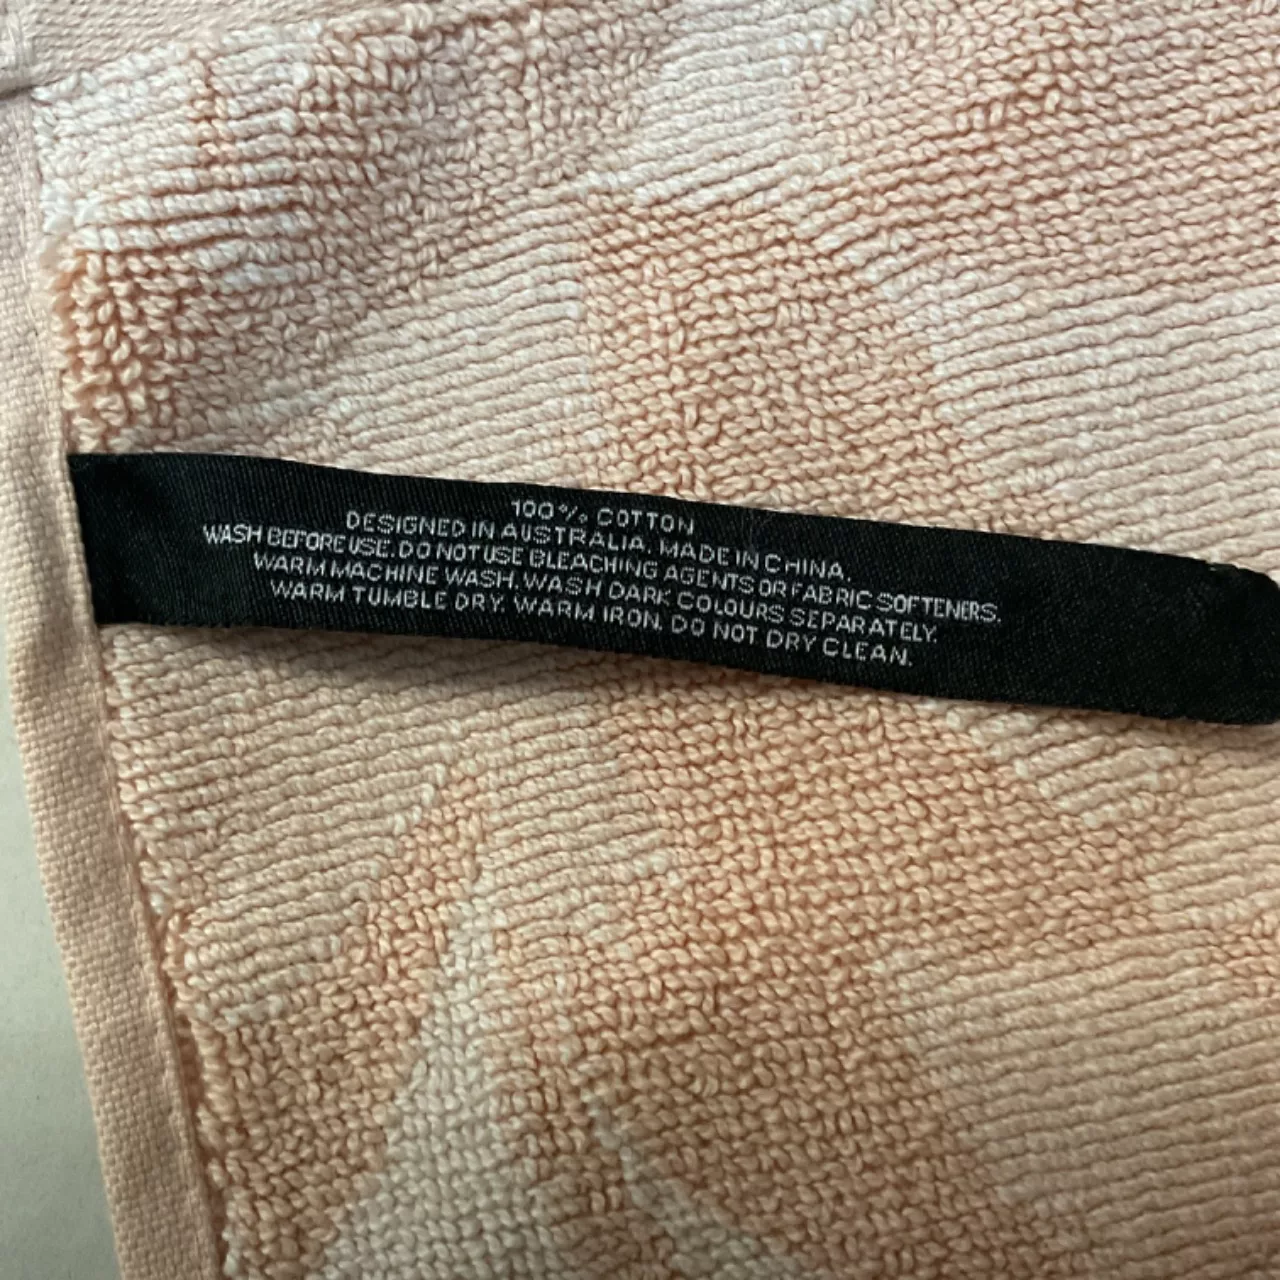 100% COTTON
DESIGNED IN AUSTRALIA. MADE IN CHINA.
WASH BEFORE USE. DO NOT USE BLEACHING AGENTS OR FABRIC SOFTENERS.
WARM MACHINE WASH. WASH DARK COLOURS SEPARATELY.
WARM TUMBLE DRY. WARM IRON. DO NOT DRY CLEAN.